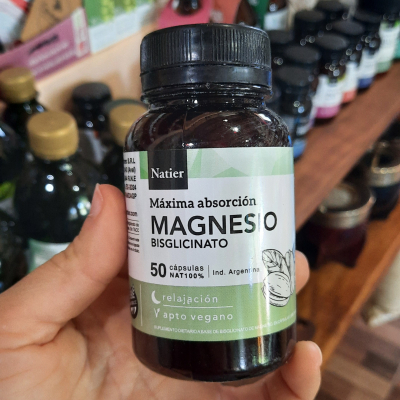 Natier
Máxima absorción
MAGNESIO
BISGLICINATO
50 cápsulas
NAT100%
Ind. Argentina
relajación
apto vegano